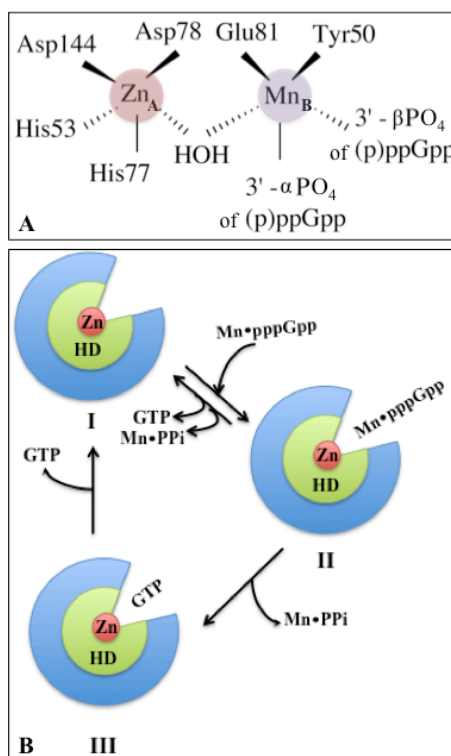 Asp144
Asp78
Glu81
Tyr50
Zn_A
Mn_B
His53
HOH
3' - βPO₄
of (p)ppGpp
His77
3' - αPO₄
of (p)ppGpp
A
Zn
HD
I
Mn•pppGpp
GTP
Mn•PPi
GTP
Mn•pppGpp
Zn
HD
II
GTP
Zn
HD
Mn•PPi
B
III